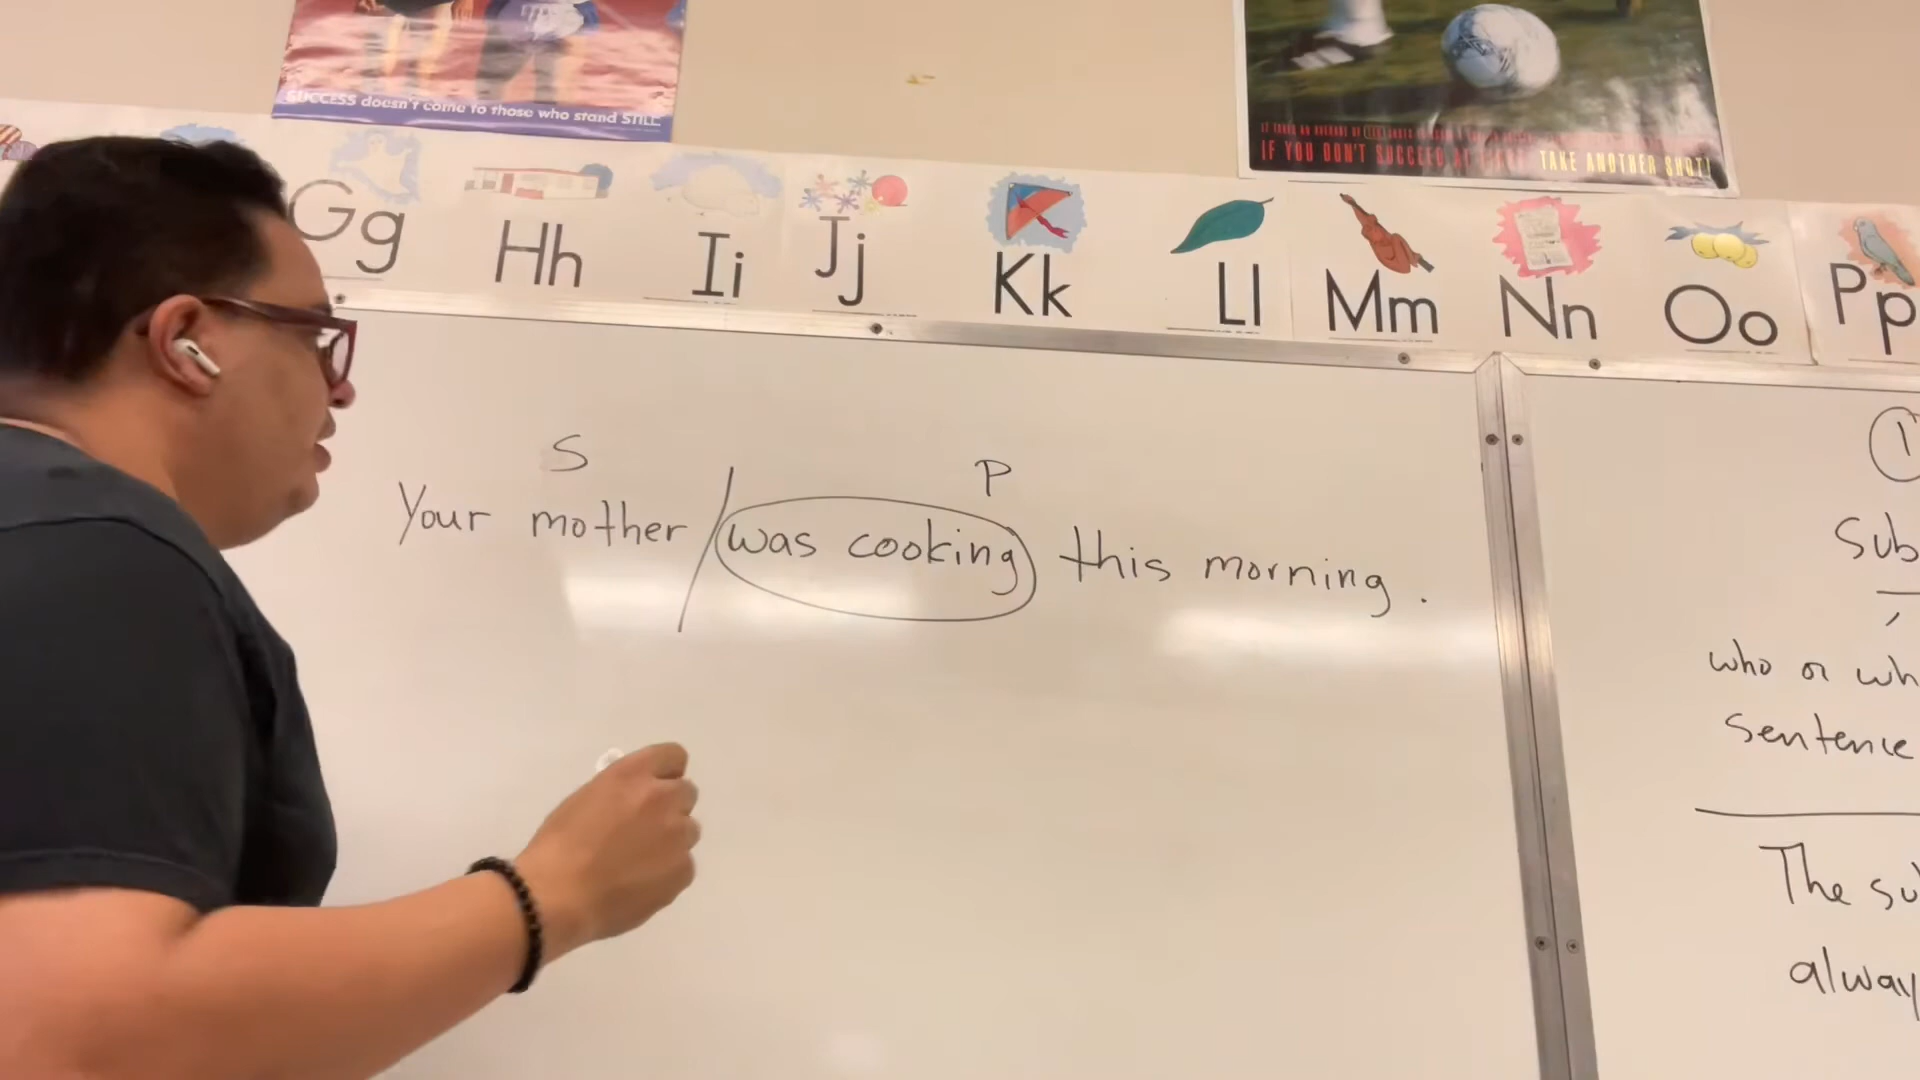 SUCCESS doesn't come to those who stand STILL
IF YOU DON'T SUCCEED AT FIRST TAKE ANOTHER SHOT!
Gg Hh Ii Jj Kk Ll Mm Nn Oo Pp
S P
Your mother / was cooking this morning.
1
Sub
who or wh
sentence
The su
alway